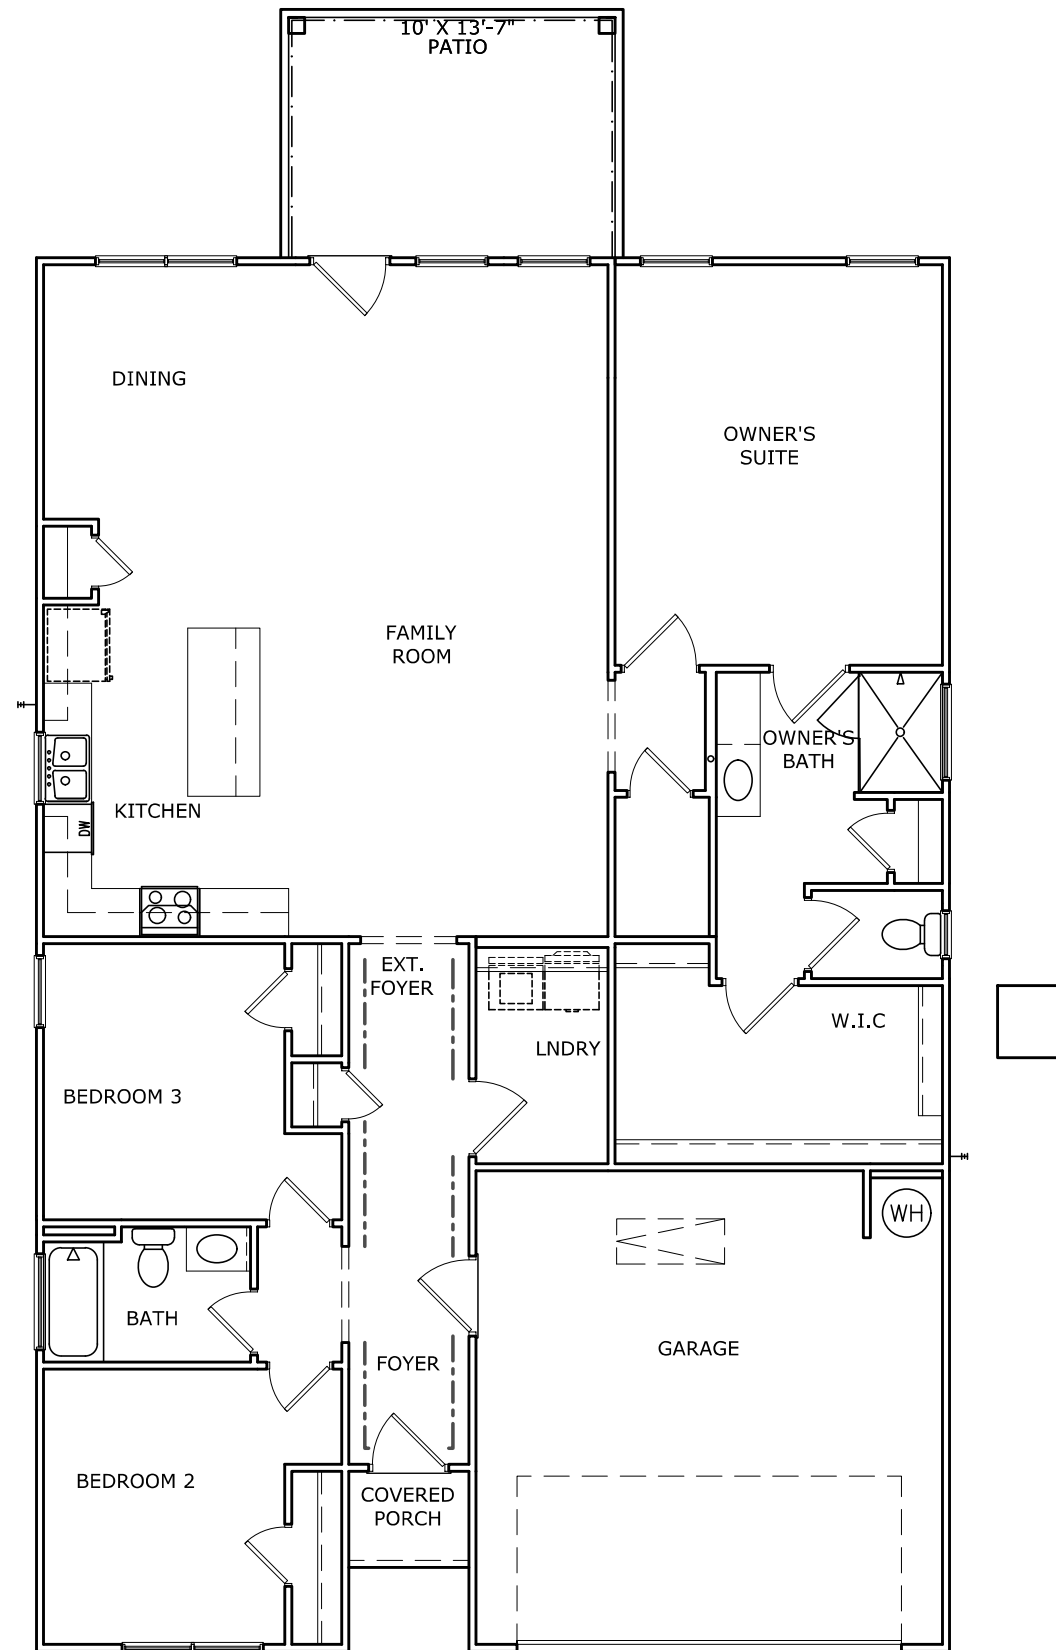 10' X 13'-7"
PATIO
DINING
OWNER'S
SUITE
FAMILY
ROOM
OWNER'S
BATH
KITCHEN
DW
EXT.
FOYER
W.I.C
LNDRY
BEDROOM 3
WH
BATH
GARAGE
FOYER
BEDROOM 2
COVERED
PORCH